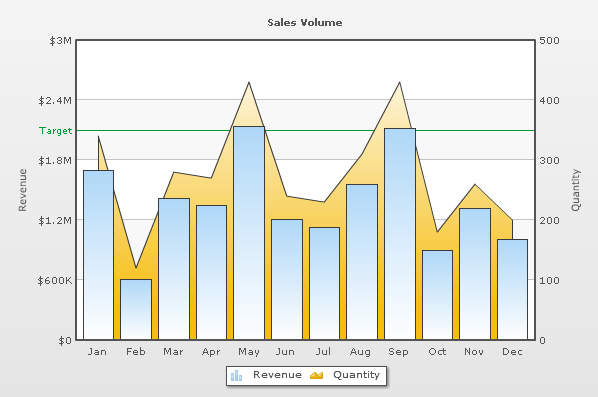 Sales Volume
$3M 500
$2.4M 400
Target
$1.8M 300
Revenue Quantity
$1.2M 200
$600K 100
$0 0
Jan Feb Mar Apr May Jun Jul Aug Sep Oct Nov Dec
Revenue Quantity